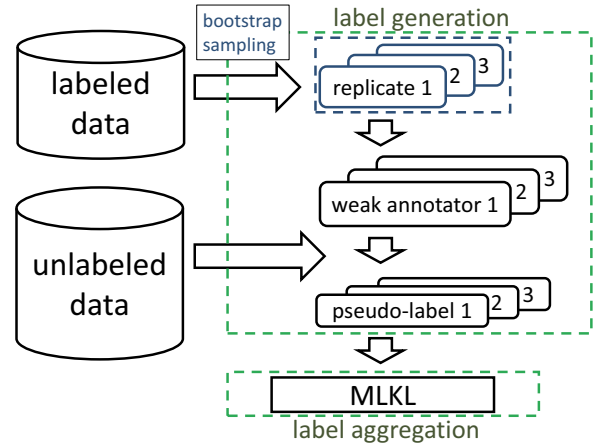 label generation
bootstrap
sampling
labeled
data
replicate 1
2
3
weak annotator 1
2
3
unlabeled
data
pseudo-label 1
2
3
MLKL
label aggregation